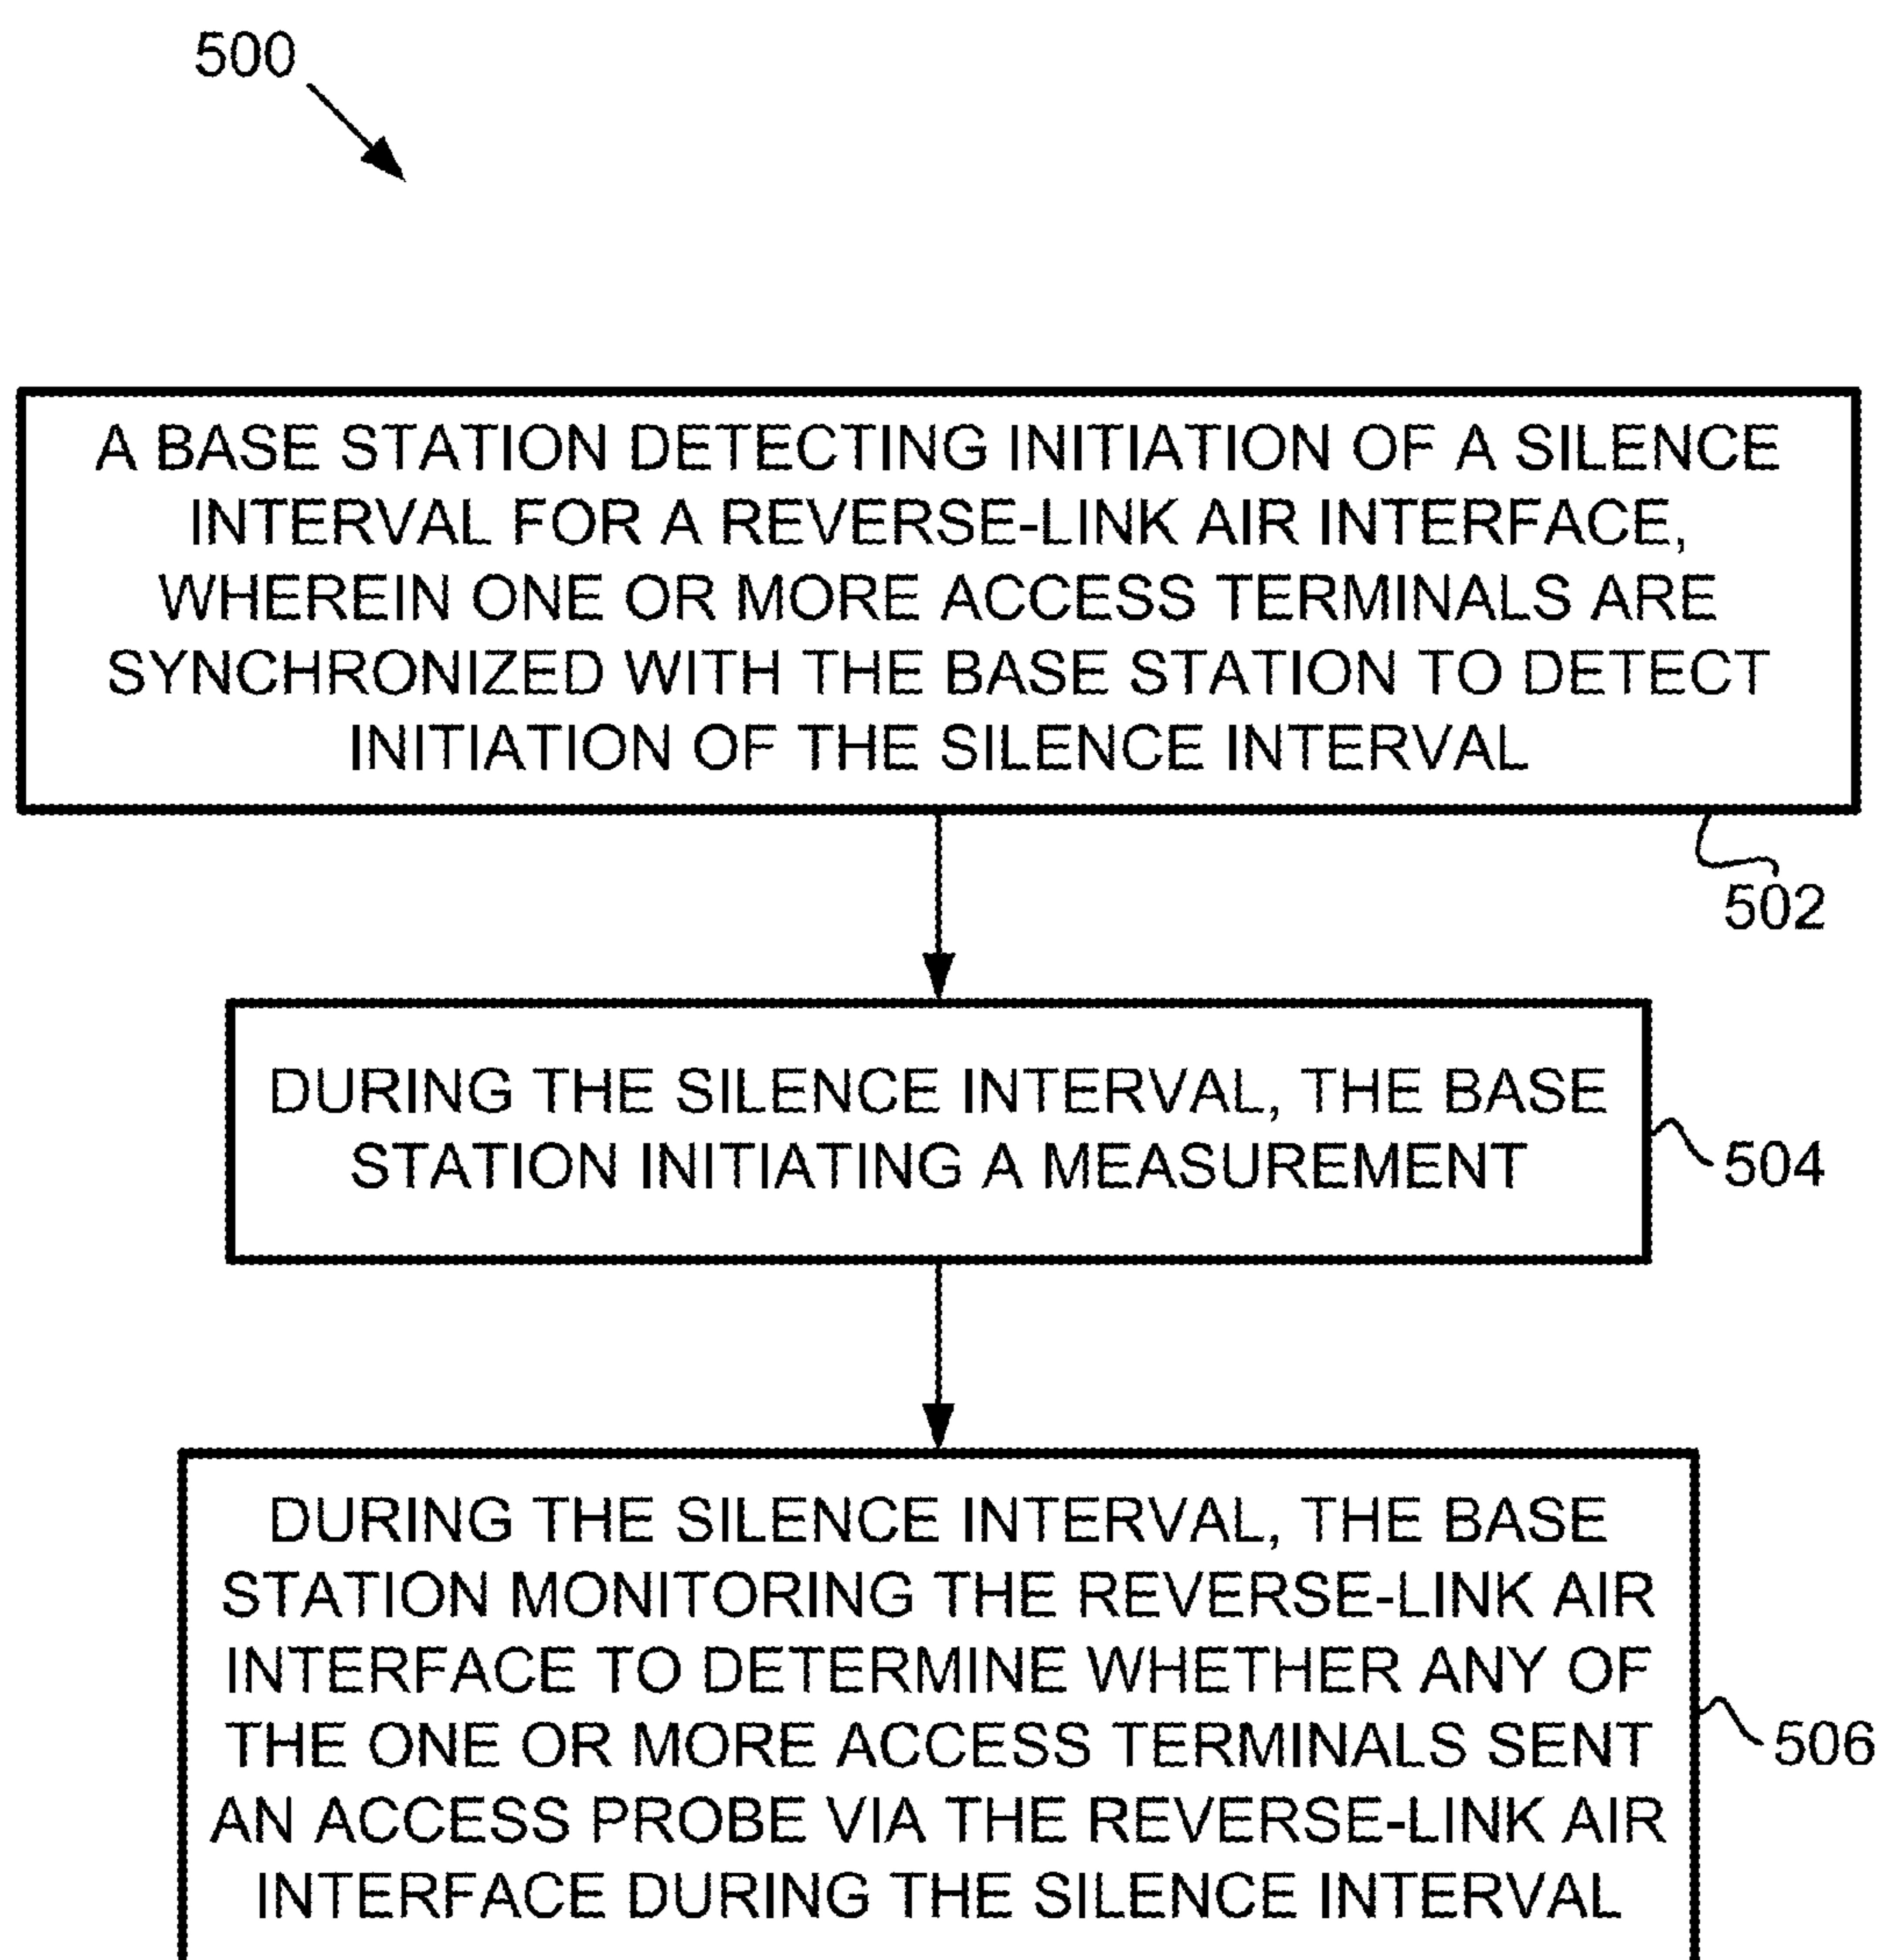 500
A BASE STATION DETECTING INITIATION OF A SILENCE
INTERVAL FOR A REVERSE-LINK AIR INTERFACE,
WHEREIN ONE OR MORE ACCESS TERMINALS ARE
SYNCHRONIZED WITH THE BASE STATION TO DETECT
INITIATION OF THE SILENCE INTERVAL
502
DURING THE SILENCE INTERVAL, THE BASE
STATION INITIATING A MEASUREMENT
504
DURING THE SILENCE INTERVAL, THE BASE
STATION MONITORING THE REVERSE-LINK AIR
INTERFACE TO DETERMINE WHETHER ANY OF
THE ONE OR MORE ACCESS TERMINALS SENT
AN ACCESS PROBE VIA THE REVERSE-LINK AIR
INTERFACE DURING THE SILENCE INTERVAL
506